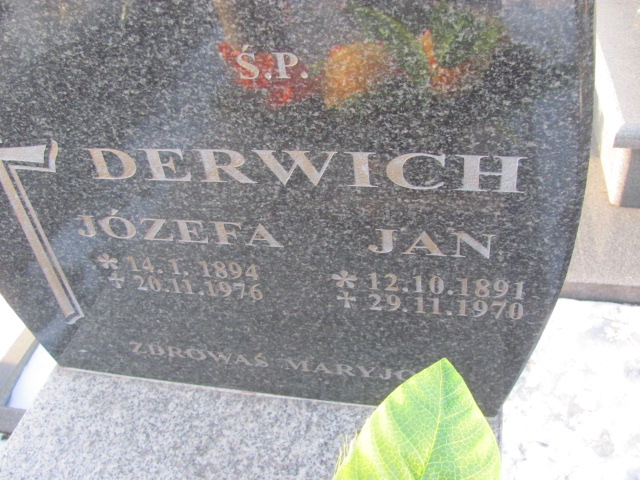 Ś.P.
DERWICH
JÓZEFA
* 14.1.1894
+ 20.11.1976
JAN
* 12.10.1891
+ 29.11.1970
ZDROWAŚ MARYJO